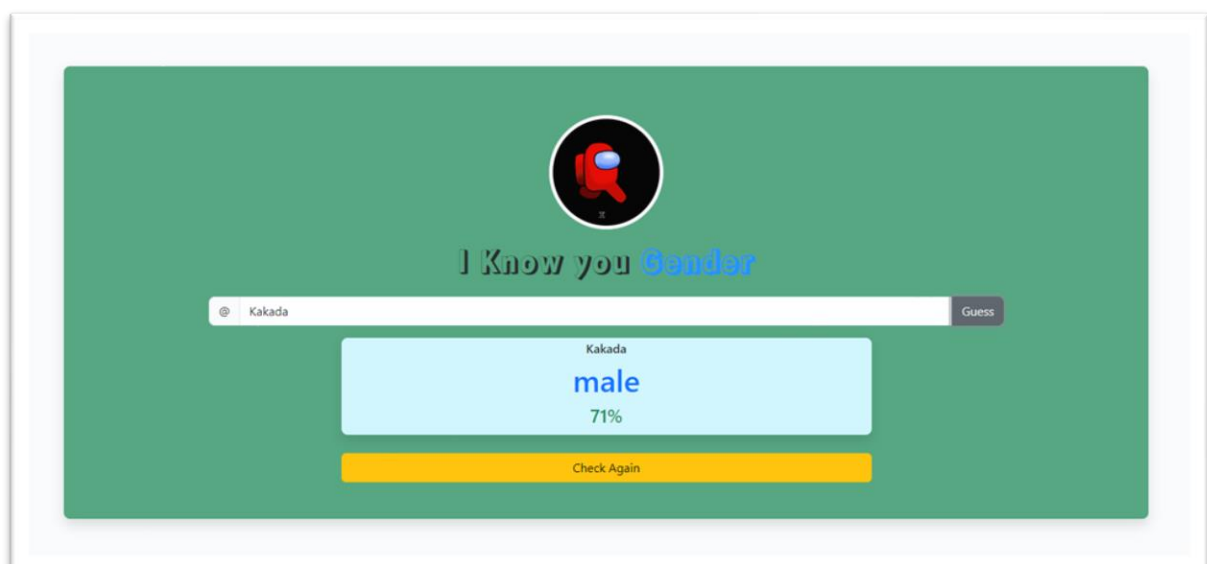 I Know you Gender
@ Kakada Guess
Kakada
male
71%
Check Again